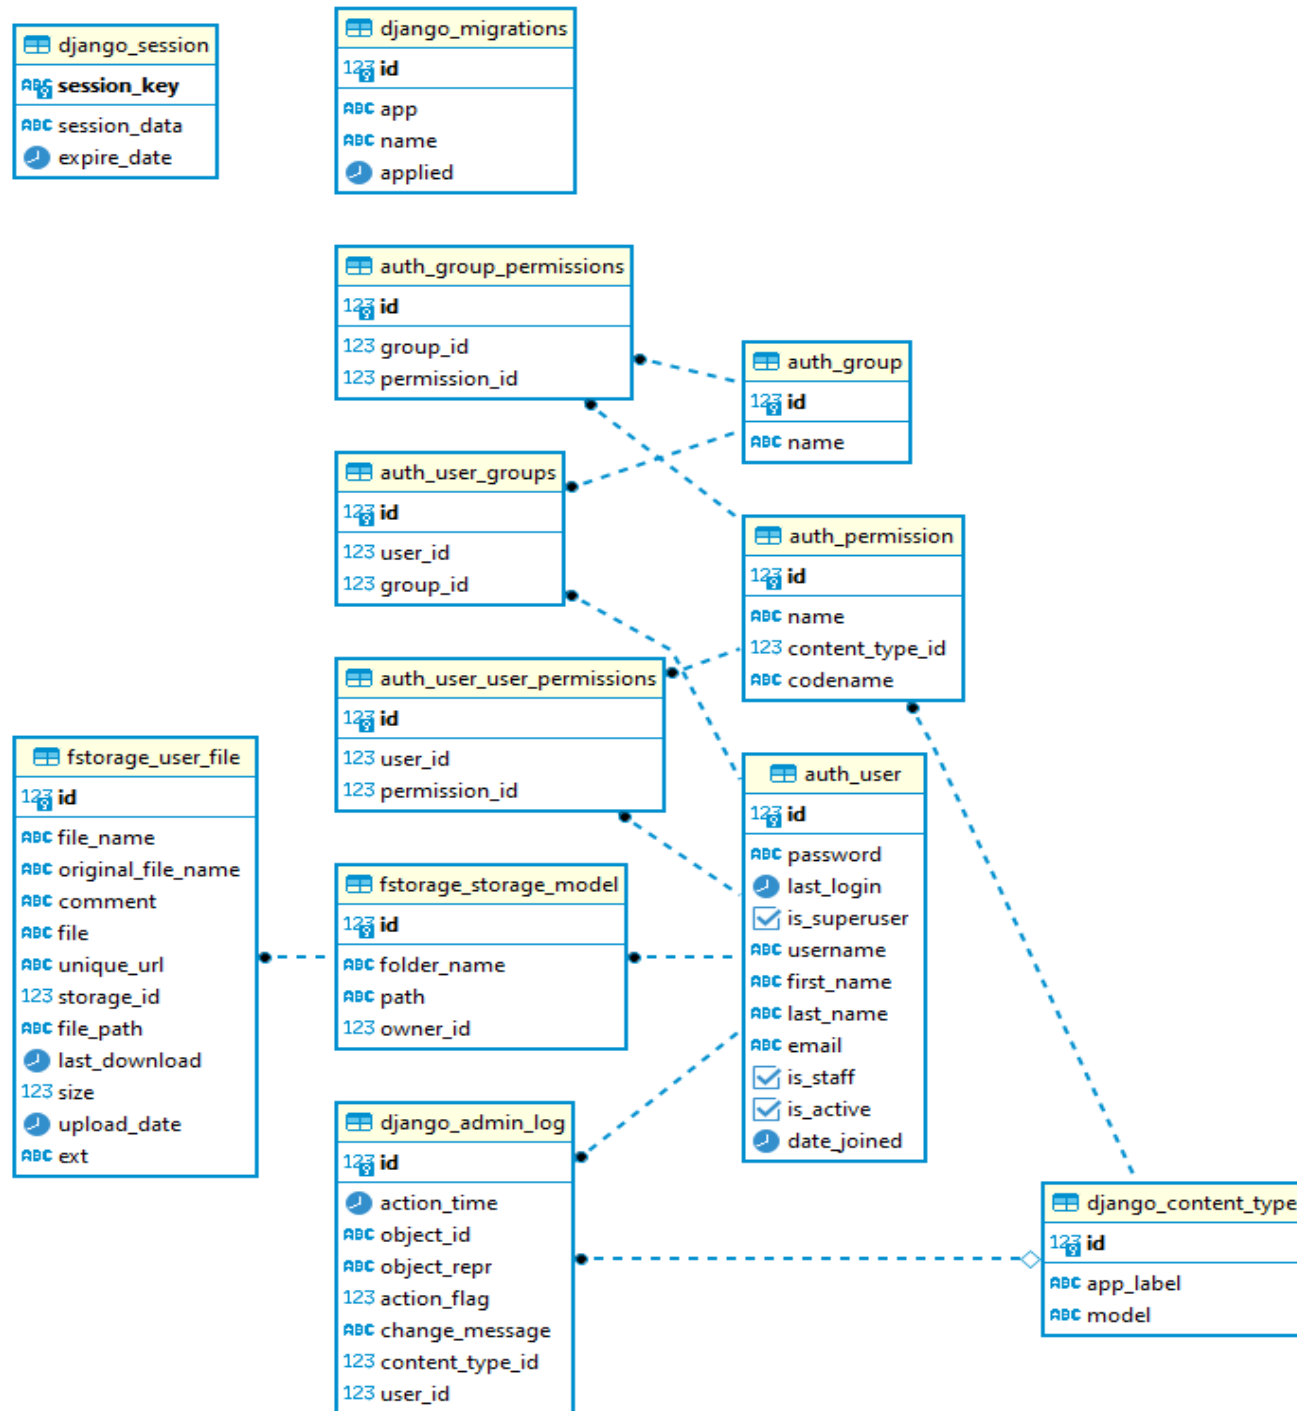 django_session
session_key
session_data
expire_date
django_migrations
id
app
name
applied
auth_group_permissions
id
group_id
permission_id
auth_group
id
name
auth_user_groups
id
user_id
group_id
auth_permission
id
name
content_type_id
codename
auth_user_user_permissions
id
user_id
permission_id
fstorage_user_file
id
file_name
original_file_name
comment
file
unique_url
storage_id
file_path
last_download
size
upload_date
ext
auth_user
id
password
last_login
is_superuser
username
first_name
last_name
email
is_staff
is_active
date_joined
fstorage_storage_model
id
folder_name
path
owner_id
django_admin_log
id
action_time
object_id
object_repr
action_flag
change_message
content_type_id
user_id
django_content_type
id
app_label
model